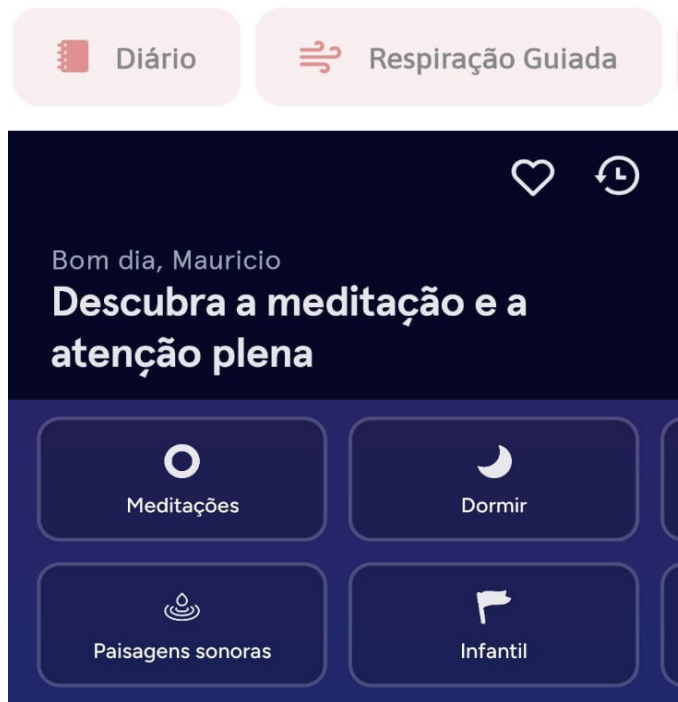 Diário
Respiração Guiada
Bom dia, Mauricio
Descubra a meditação e a
atenção plena
Meditações
Dormir
Paisagens sonoras
Infantil